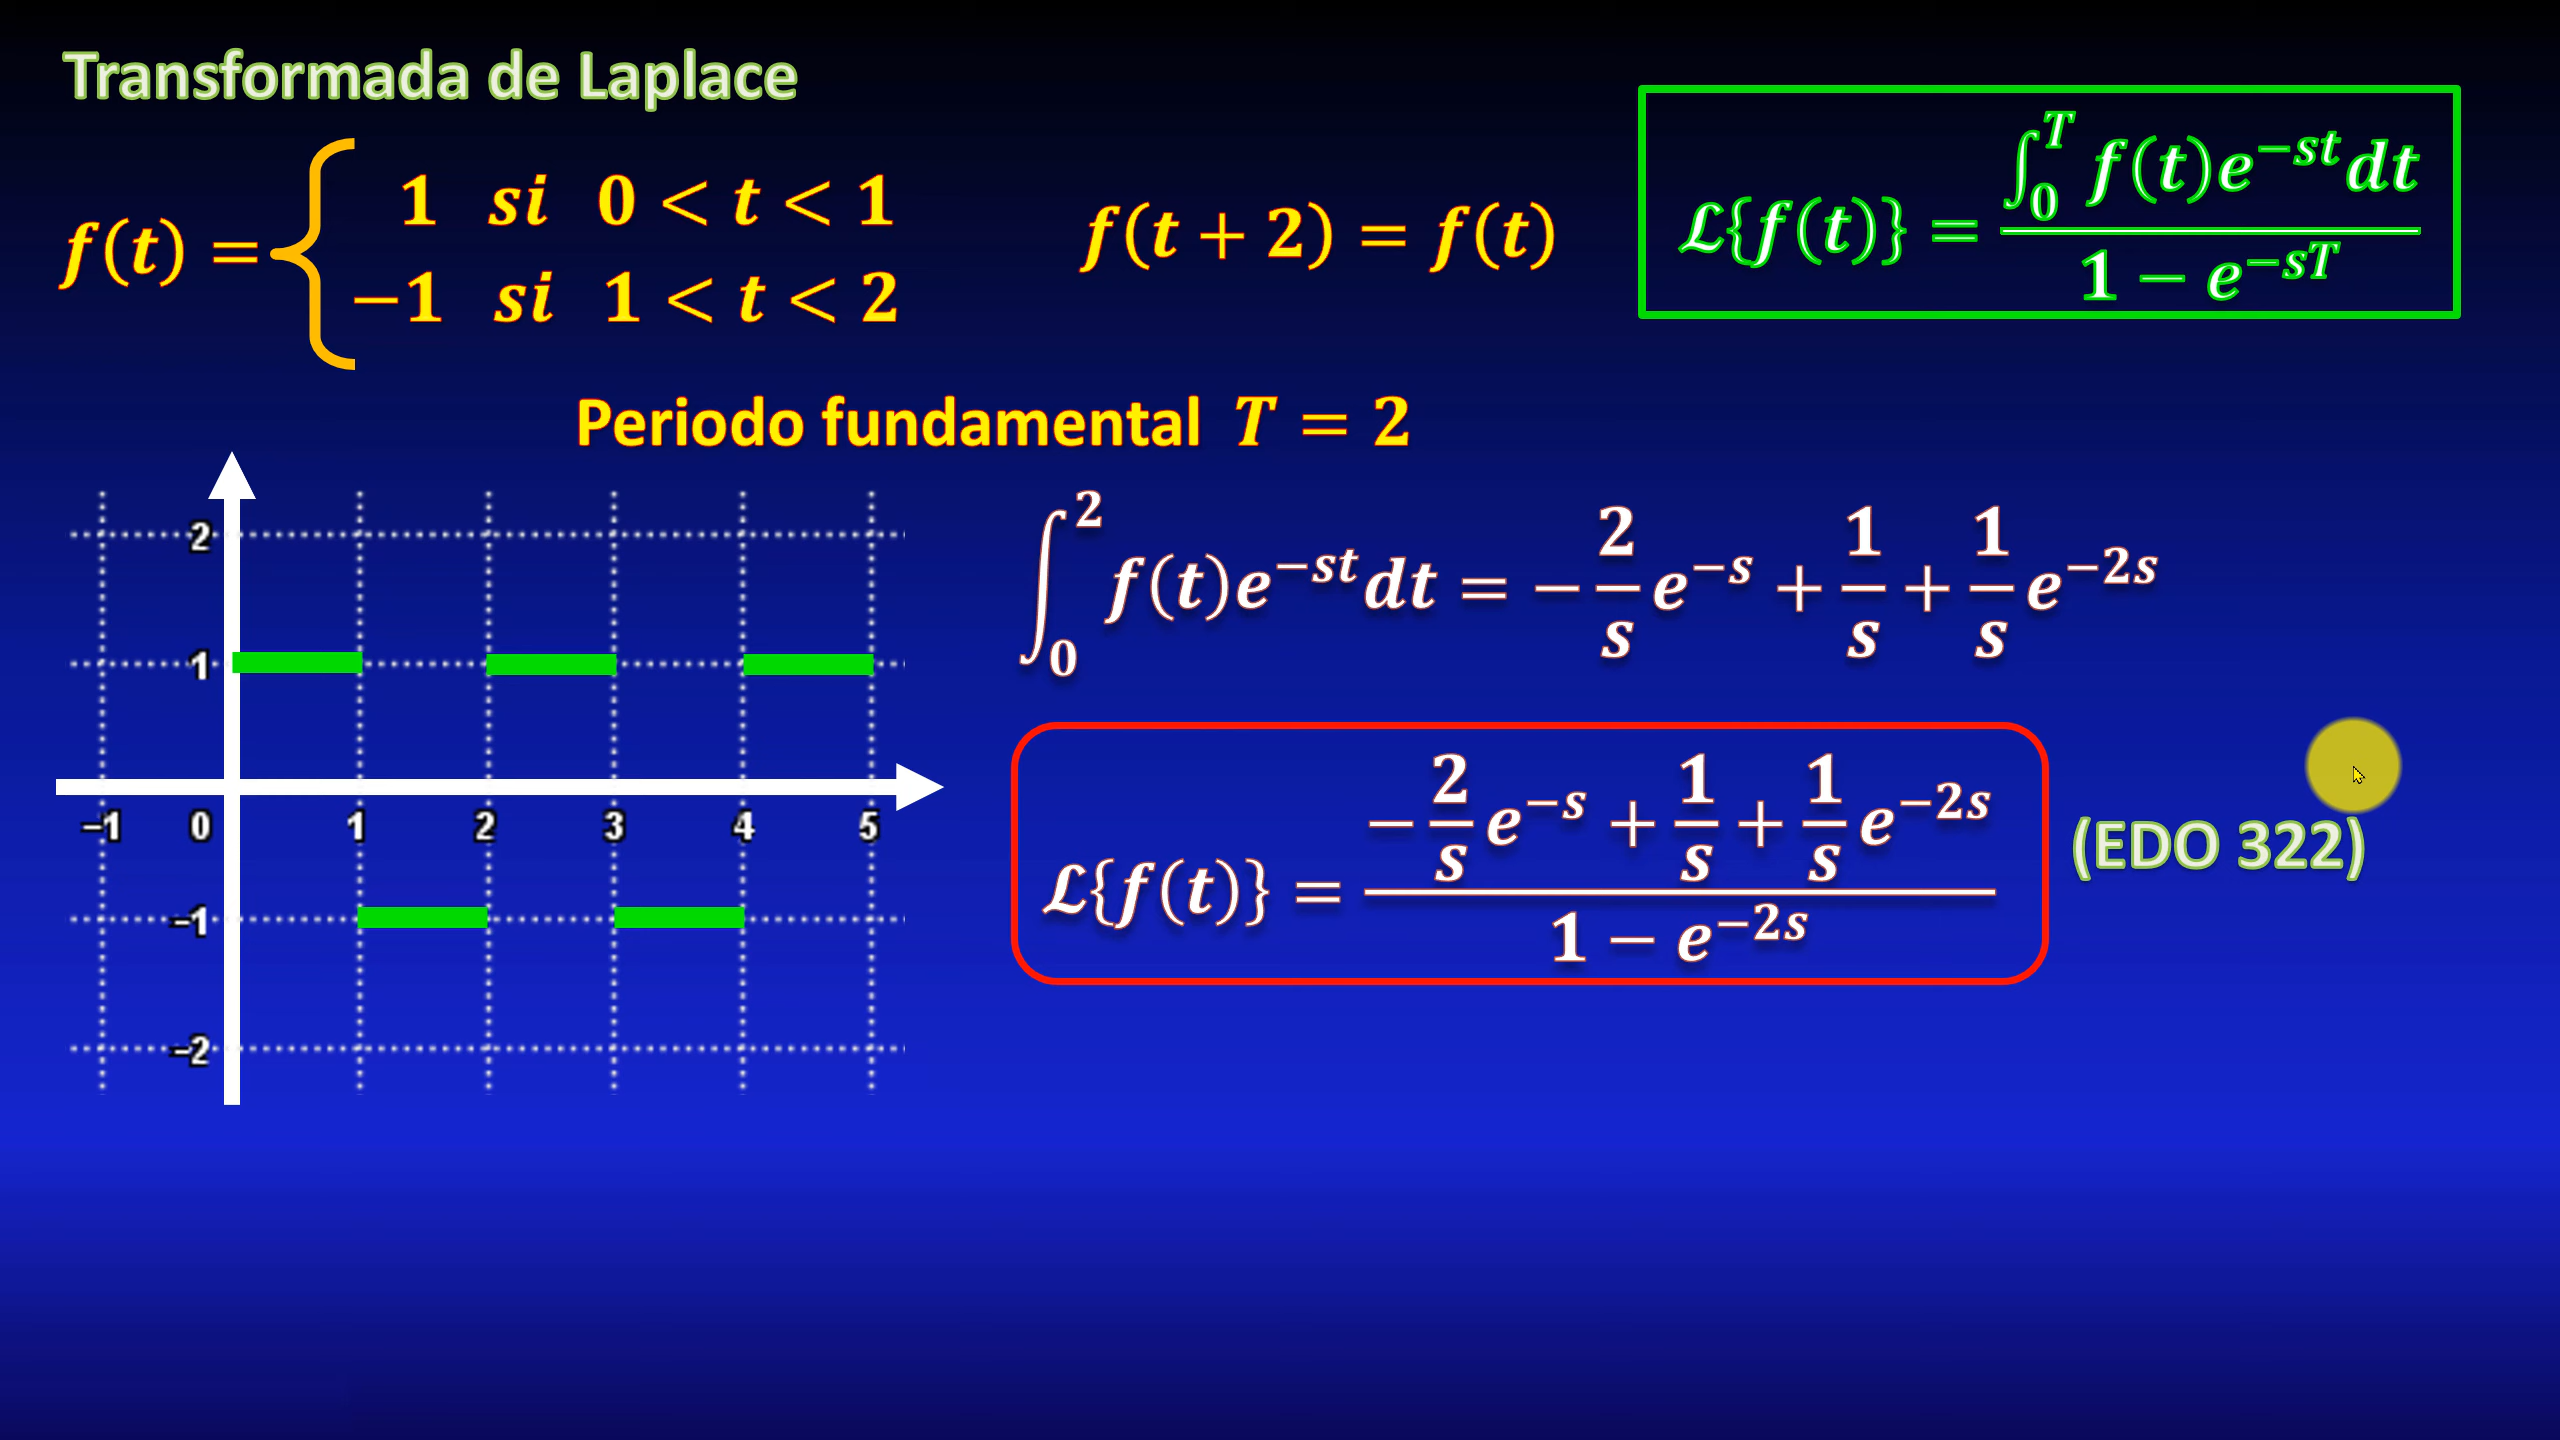 Transformada de Laplace
f(t) = { 1 si 0 < t < 1
−1 si 1 < t < 2
f(t + 2) = f(t)
ℒ{f(t)} = ∫₀ᵀ f(t)e^{−st}dt / 1 − e^{−sT}
Periodo fundamental T = 2
2
1
−1 0 1 2 3 4 5
−1
−2
∫₀² f(t)e^{−st}dt = −2/s e^{−s} + 1/s + 1/s e^{−2s}
ℒ{f(t)} = −2/s e^{−s} + 1/s + 1/s e^{−2s} / 1 − e^{−2s}
(EDO 322)